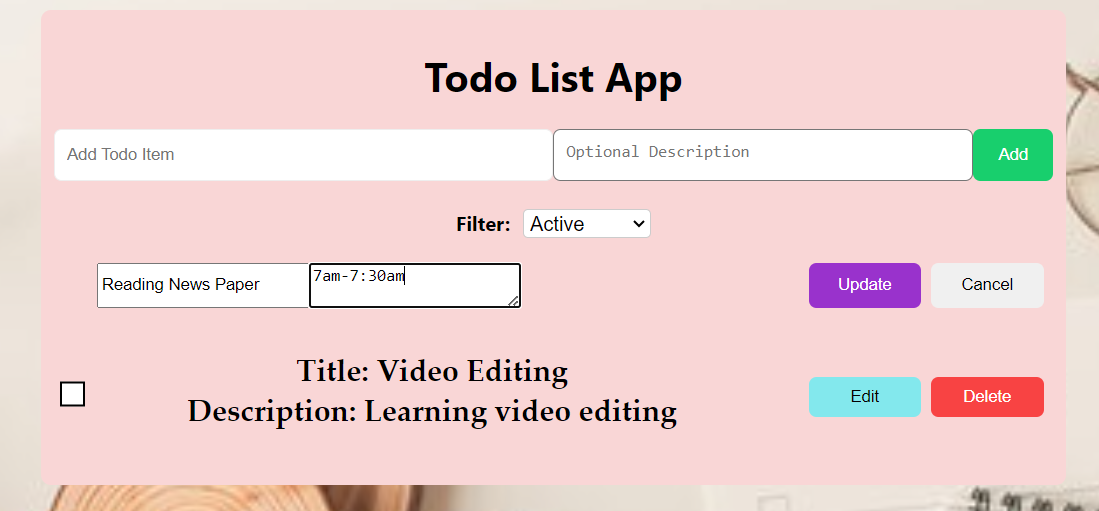 Todo List App
Add Todo Item Optional Description Add
Filter: Active
Reading News Paper 7am-7:30am Update Cancel
Title: Video Editing
Description: Learning video editing
Edit Delete